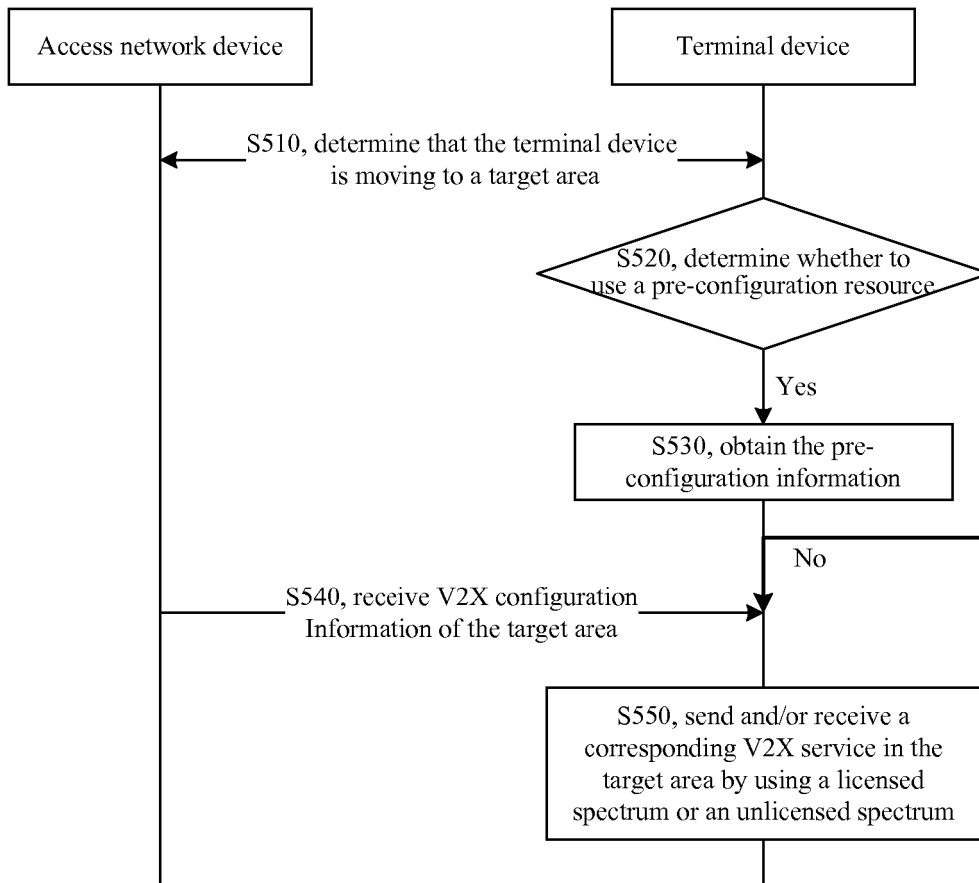 Access network device
Terminal device
S510, determine that the terminal device
is moving to a target area
S520, determine whether to
use a pre-configuration resource
Yes
S530, obtain the pre-
configuration information
No
S540, receive V2X configuration
Information of the target area
S550, send and/or receive a
corresponding V2X service in the
target area by using a licensed
spectrum or an unlicensed spectrum